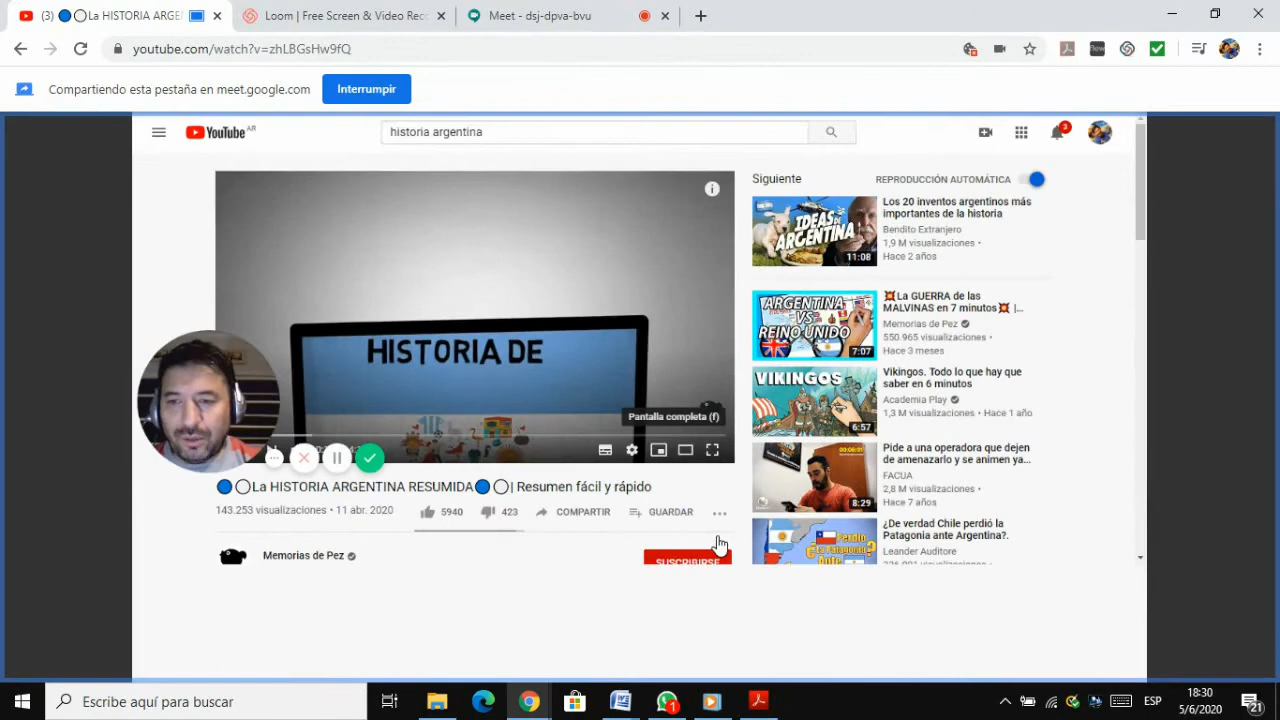 (3) 🔵⚪La HISTORIA ARGE
Loom | Free Screen & Video Rec
Meet - dsj-dpva-bvu
youtube.com/watch?v=zhLBGsHw9fQ
Compartiendo esta pestaña en meet.google.com
Interrumpir
YouTube AR
historia argentina
3
HISTORIA DE
Pantalla completa (f)
🔵⚪La HISTORIA ARGENTINA RESUMIDA🔵⚪| Resumen fácil y rápido
143.253 visualizaciones • 11 abr. 2020
5940
423
COMPARTIR
GUARDAR
Memorias de Pez
SUSCRIBIRSE
Siguiente
REPRODUCCIÓN AUTOMÁTICA
IDEAS DE
ARGENTINA
11:08
Los 20 inventos argentinos más
importantes de la historia
Bendito Extranjero
1,9 M visualizaciones •
Hace 2 años
ARGENTINA
VS
REINO UNIDO
7:07
💥La GUERRA de las
MALVINAS en 7 minutos💥 |...
Memorias de Pez
550.965 visualizaciones •
Hace 3 meses
VIKINGOS
6:57
Vikingos. Todo lo que hay que
saber en 6 minutos
Academia Play
1,3 M visualizaciones • Hace 1 año
8:29
Pide a una operadora que dejen
de amenazarlo y se animen ya...
FACUA
2,8 M visualizaciones •
Hace 7 años
¿De verdad Chile perdió la
Patagonia ante Argentina?.
Leander Auditore
Escribe aquí para buscar
1
ESP
18:30
5/6/2020
21